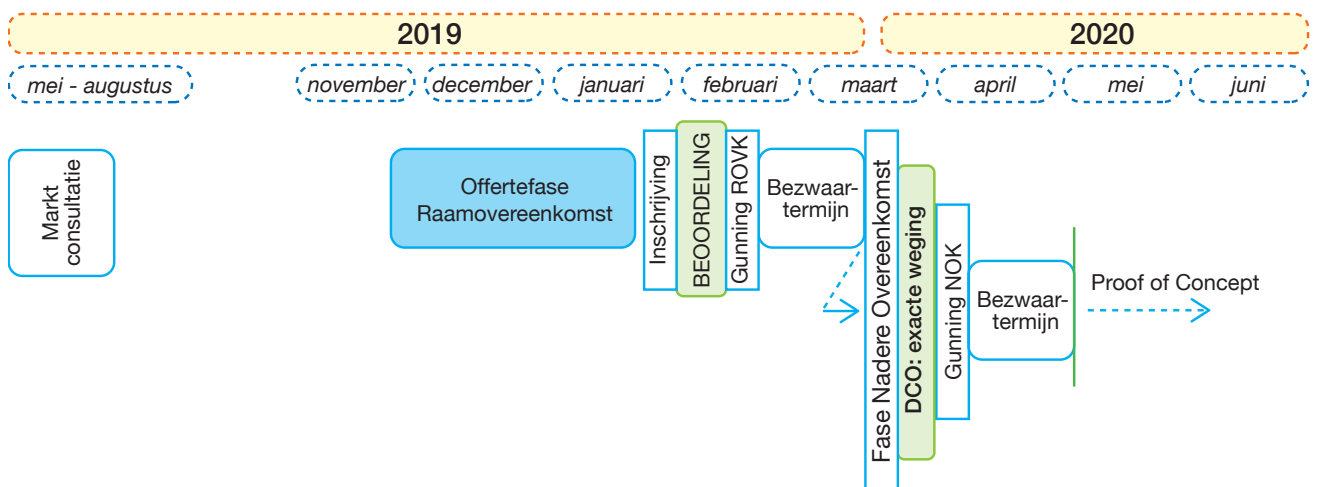 2019
2020
mei - augustus
november
december
januari
februari
maart
april
mei
juni
Markt
consultatie
Offertefase
Raamovereenkomst
Inschrijving
BEOORDELING
Gunning ROVK
Bezwaar-
termijn
Fase Nadere Overeenkomst
DCO: exacte weging
Gunning NOK
Bezwaar-
termijn
Proof of Concept